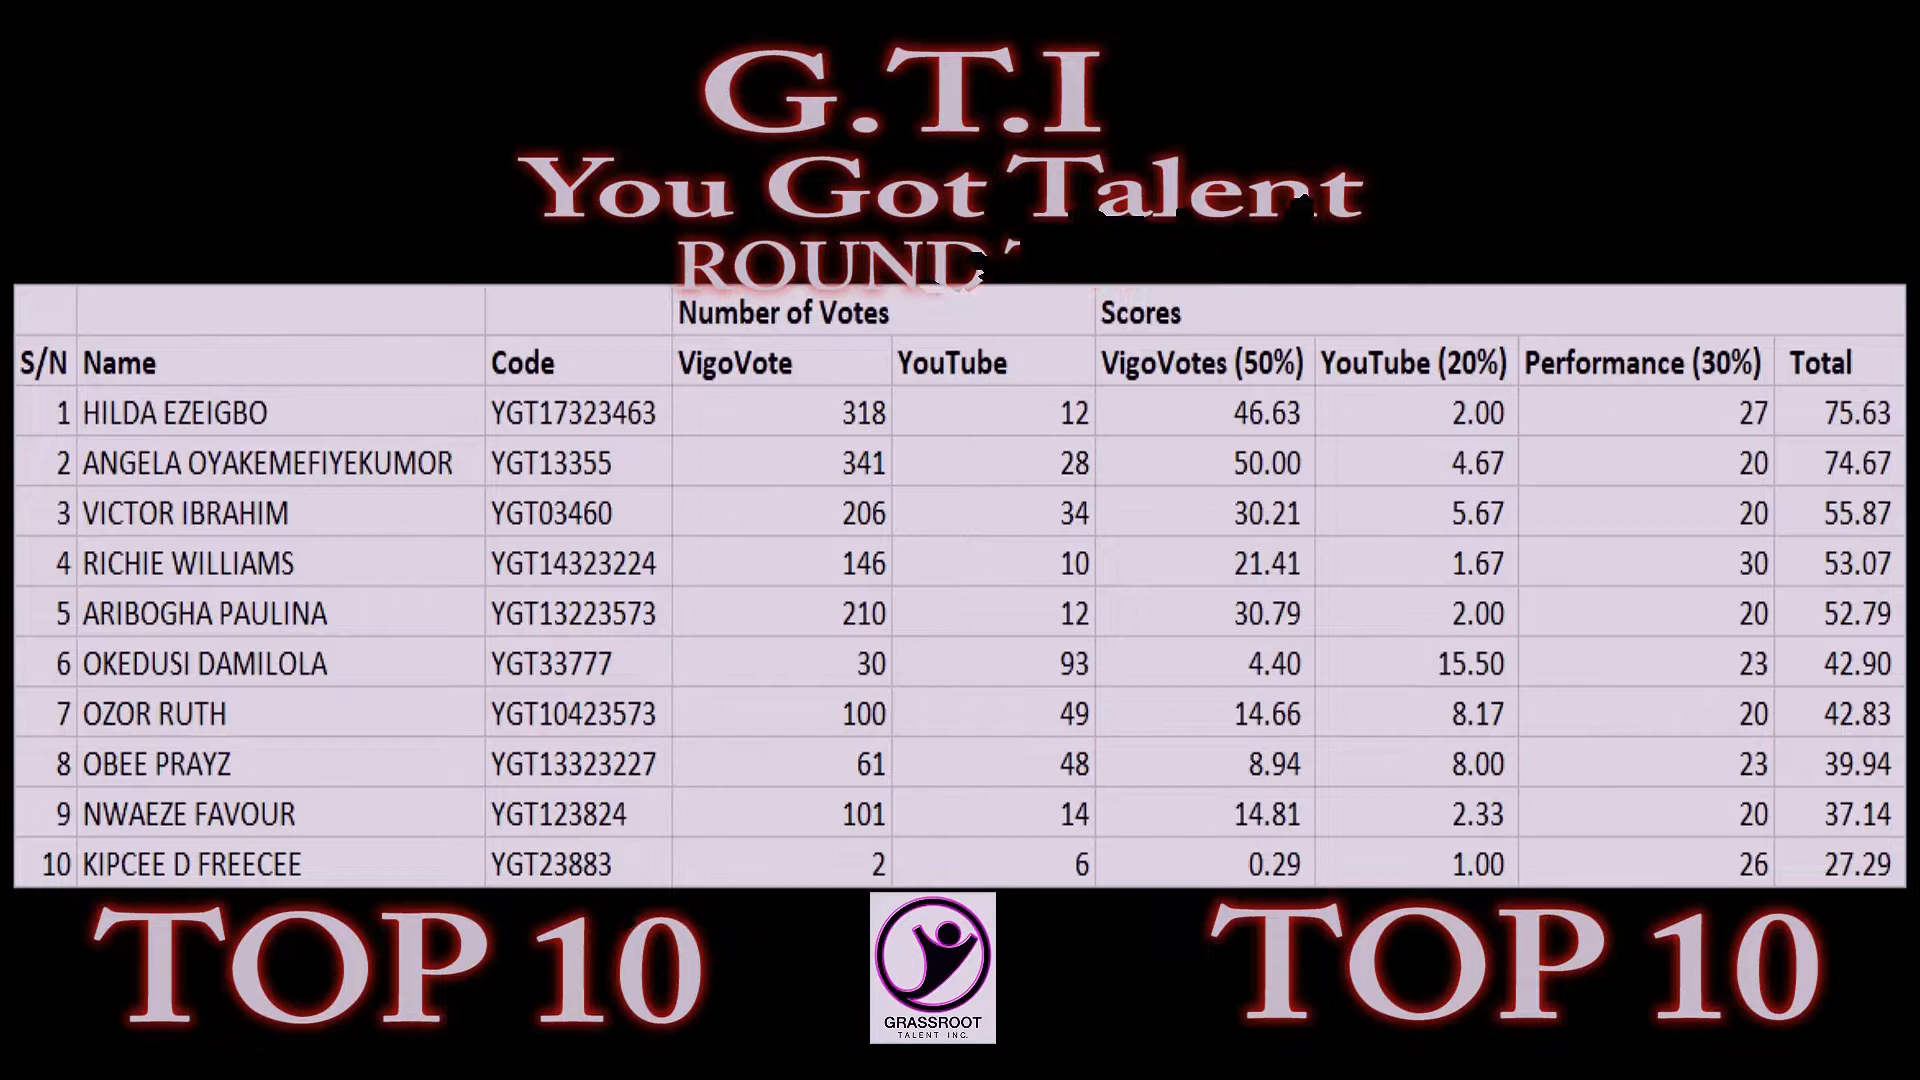 G.T.I
You Got Talent
ROUND
Number of Votes Scores
S/N Name Code VigoVote YouTube VigoVotes (50%) YouTube (20%) Performance (30%) Total
1 HILDA EZEIGBO YGT17323463 318 12 46.63 2.00 27 75.63
2 ANGELA OYAKEMEFIYEKUMOR YGT13355 341 28 50.00 4.67 20 74.67
3 VICTOR IBRAHIM YGT03460 206 34 30.21 5.67 20 55.87
4 RICHIE WILLIAMS YGT14323224 146 10 21.41 1.67 30 53.07
5 ARIBOGHA PAULINA YGT13223573 210 12 30.79 2.00 20 52.79
6 OKEDUSI DAMILOLA YGT33777 30 93 4.40 15.50 23 42.90
7 OZOR RUTH YGT10423573 100 49 14.66 8.17 20 42.83
8 OBEE PRAYZ YGT13323227 61 48 8.94 8.00 23 39.94
9 NWAEZE FAVOUR YGT123824 101 14 14.81 2.33 20 37.14
10 KIPCEE D FREECEE YGT23883 2 6 0.29 1.00 26 27.29
TOP 10
GRASSROOT
TALENT INC.
TOP 10